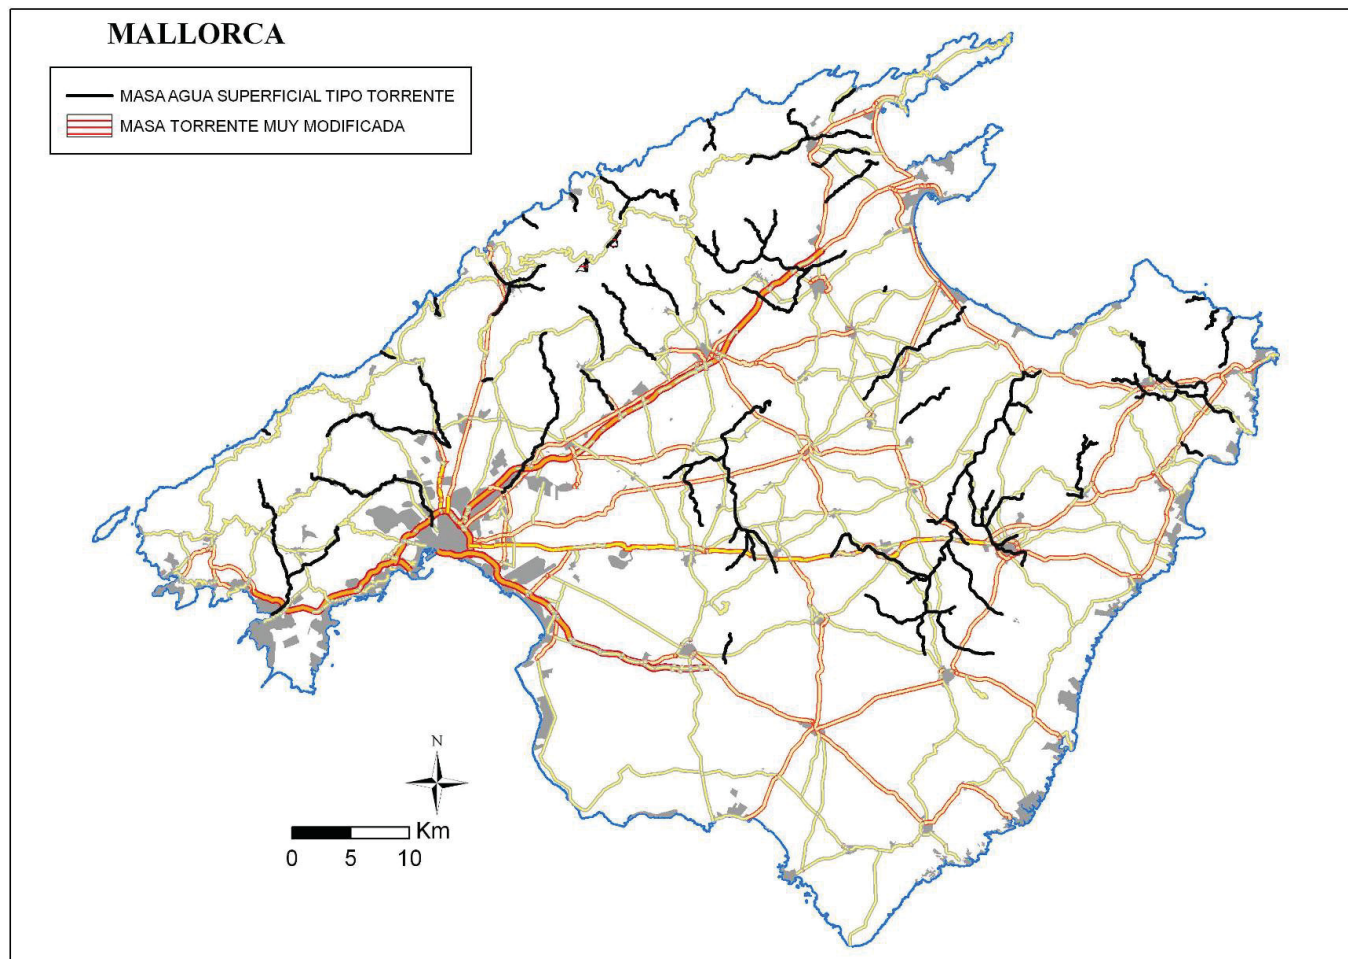 MALLORCA
MASA AGUA SUPERFICIAL TIPO TORRENTE
MASA TORRENTE MUY MODIFICADA
N
Km
0 5 10